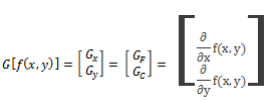 G[f(x,y)] = [G_x G_y] = [G_F G_C] = [∂/∂x f(x,y) ∂/∂y f(x,y)]